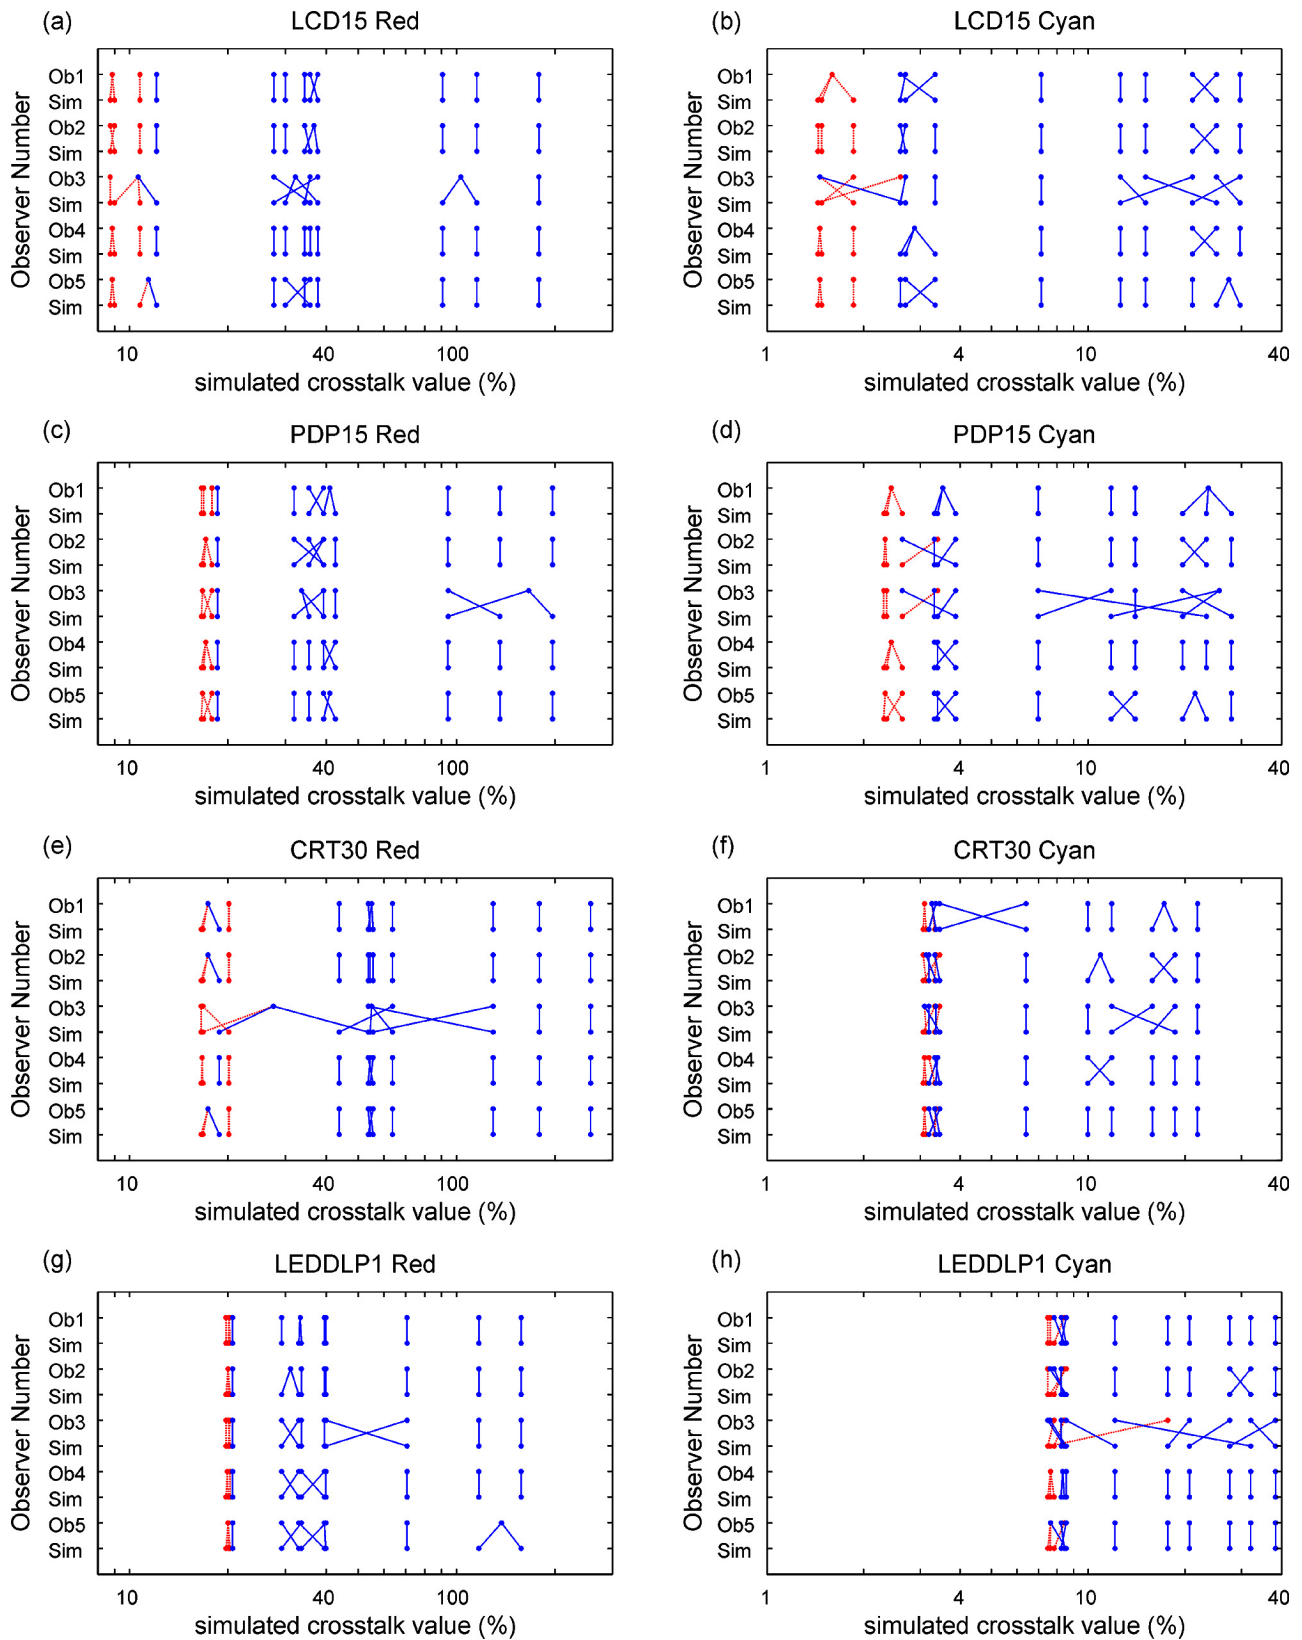 (a) LCD15 Red
Observer Number
Ob1
Sim
Ob2
Sim
Ob3
Sim
Ob4
Sim
Ob5
Sim
10 40 100
simulated crosstalk value (%)
(b) LCD15 Cyan
Observer Number
Ob1
Sim
Ob2
Sim
Ob3
Sim
Ob4
Sim
Ob5
Sim
1 4 10 40
simulated crosstalk value (%)
(c) PDP15 Red
Observer Number
Ob1
Sim
Ob2
Sim
Ob3
Sim
Ob4
Sim
Ob5
Sim
10 40 100
simulated crosstalk value (%)
(d) PDP15 Cyan
Observer Number
Ob1
Sim
Ob2
Sim
Ob3
Sim
Ob4
Sim
Ob5
Sim
1 4 10 40
simulated crosstalk value (%)
(e) CRT30 Red
Observer Number
Ob1
Sim
Ob2
Sim
Ob3
Sim
Ob4
Sim
Ob5
Sim
10 40 100
simulated crosstalk value (%)
(f) CRT30 Cyan
Observer Number
Ob1
Sim
Ob2
Sim
Ob3
Sim
Ob4
Sim
Ob5
Sim
1 4 10 40
simulated crosstalk value (%)
(g) LEDDLP1 Red
Observer Number
Ob1
Sim
Ob2
Sim
Ob3
Sim
Ob4
Sim
Ob5
Sim
10 40 100
simulated crosstalk value (%)
(h) LEDDLP1 Cyan
Observer Number
Ob1
Sim
Ob2
Sim
Ob3
Sim
Ob4
Sim
Ob5
Sim
1 4 10 40
simulated crosstalk value (%)